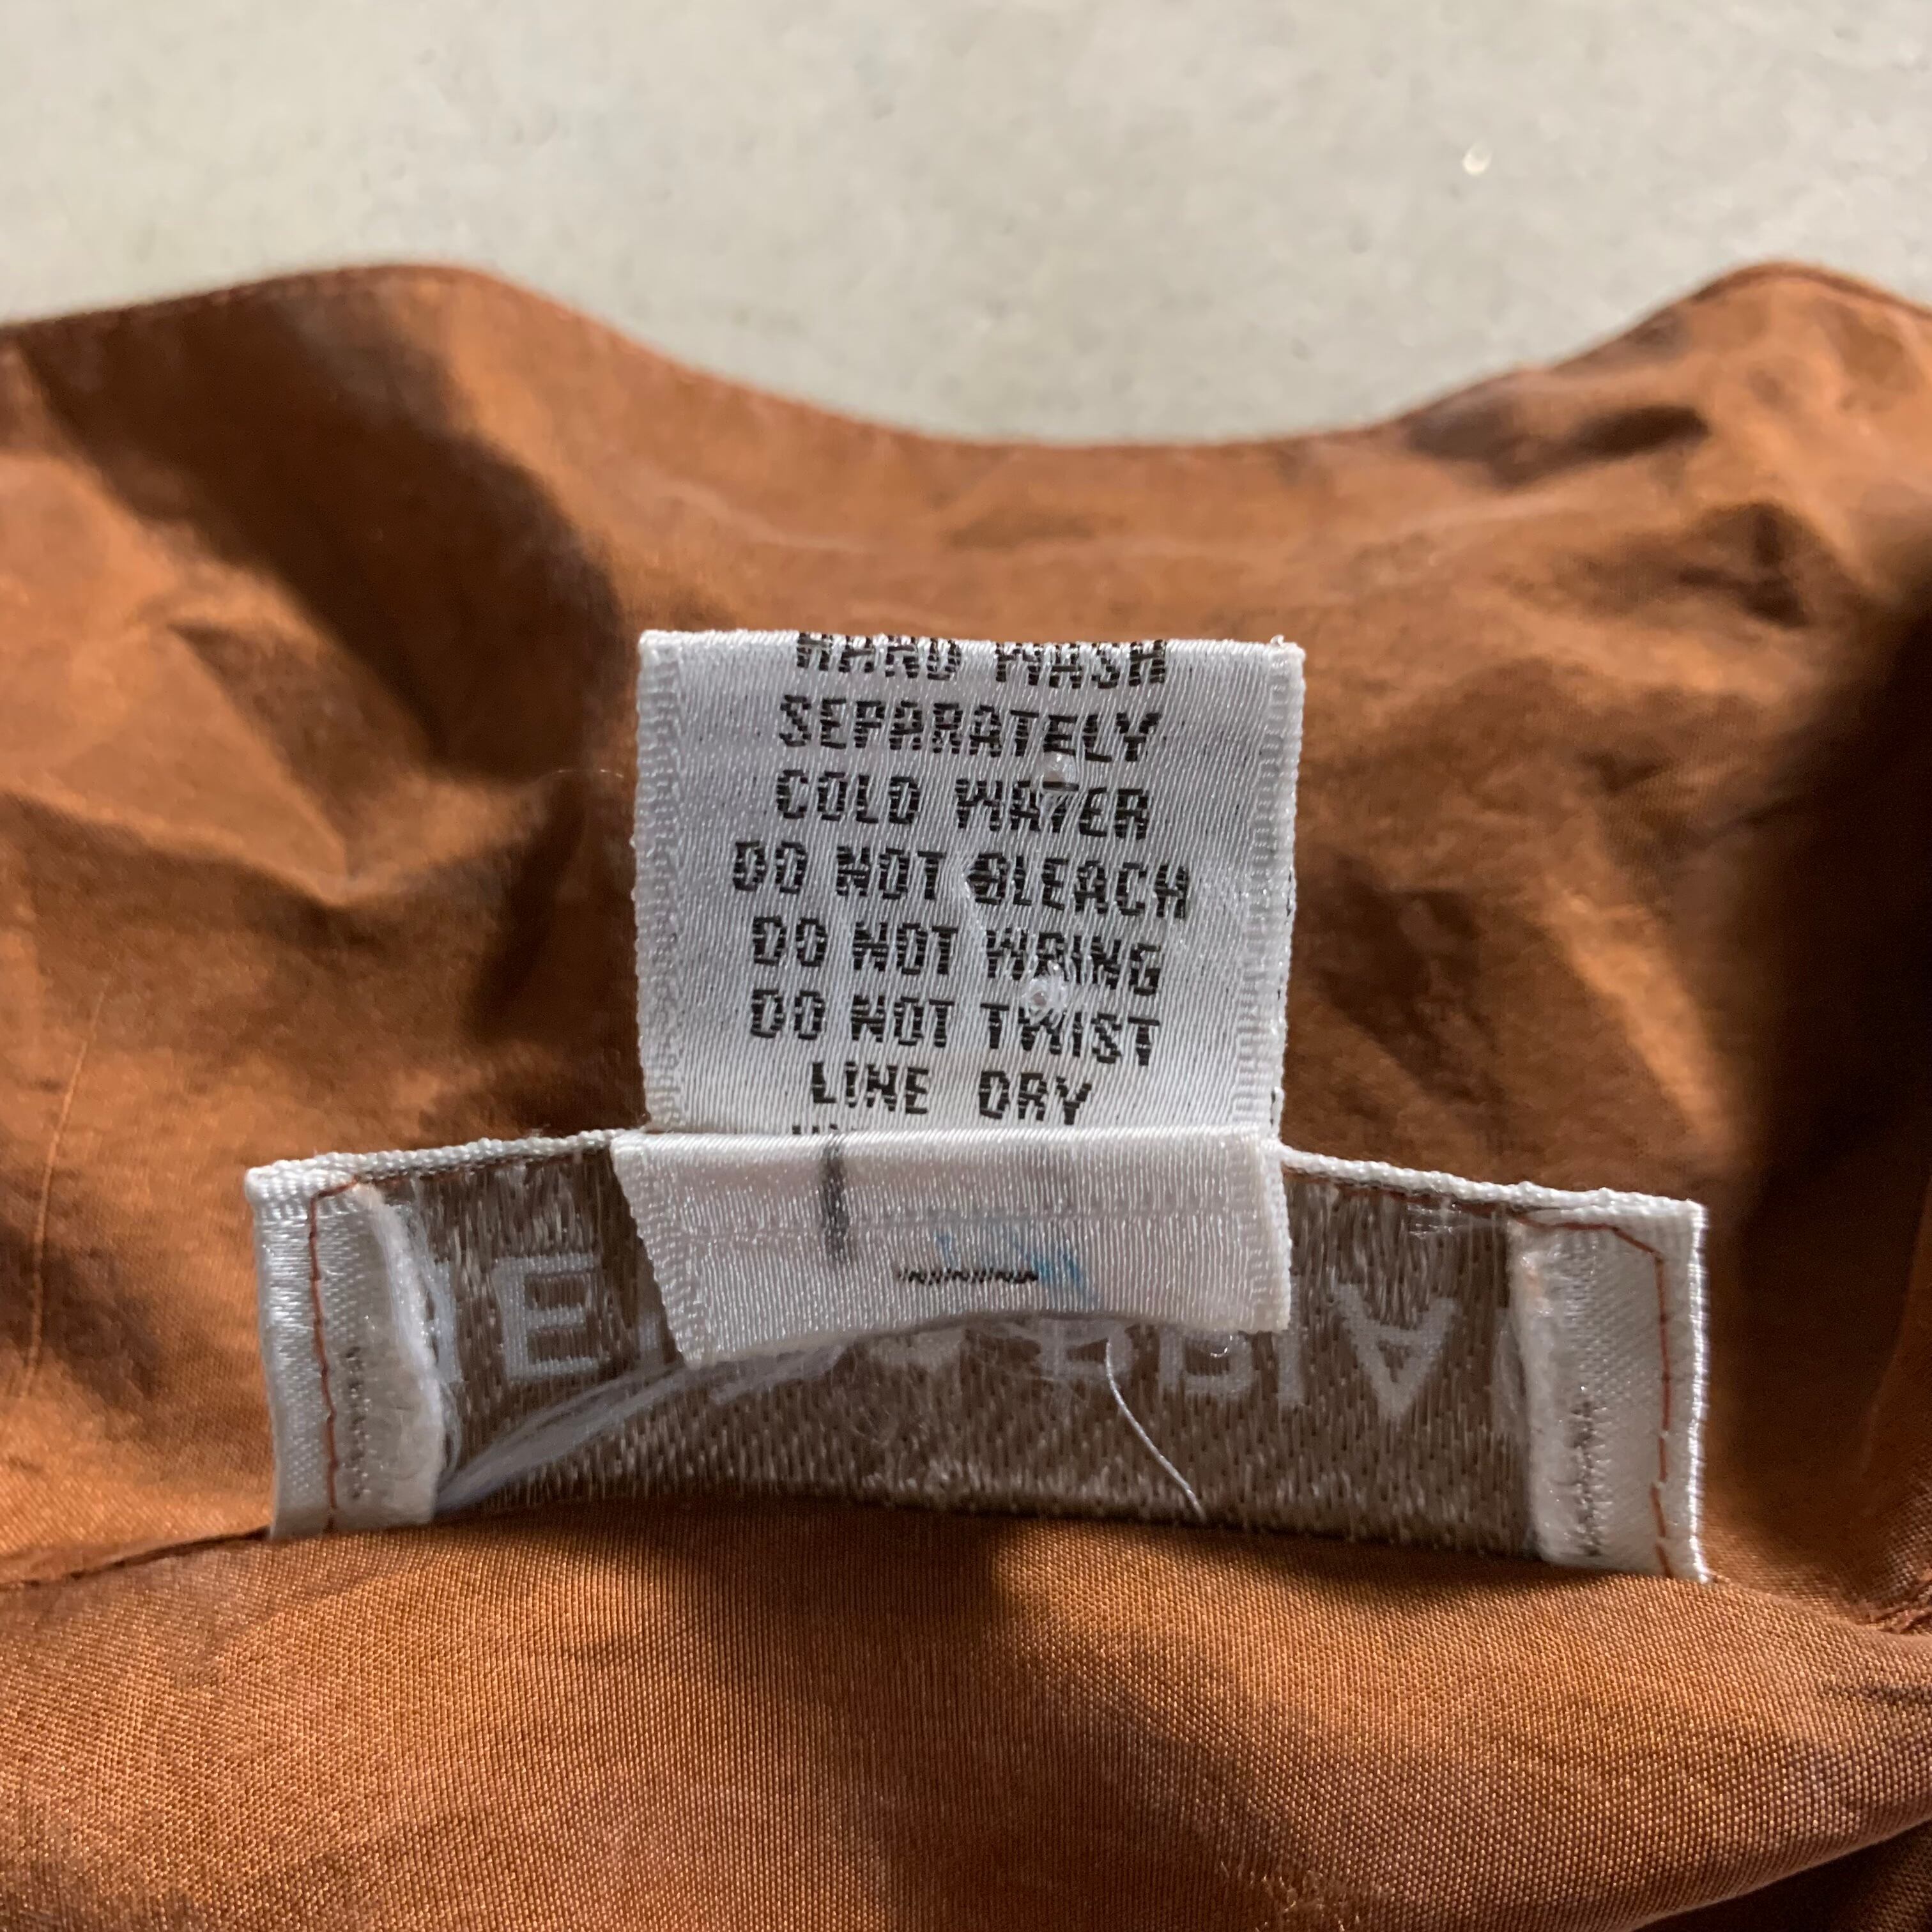 HAND WASH
SEPARATELY
COLD WATER
DO NOT BLEACH
DO NOT WRING
DO NOT TWIST
LINE DRY